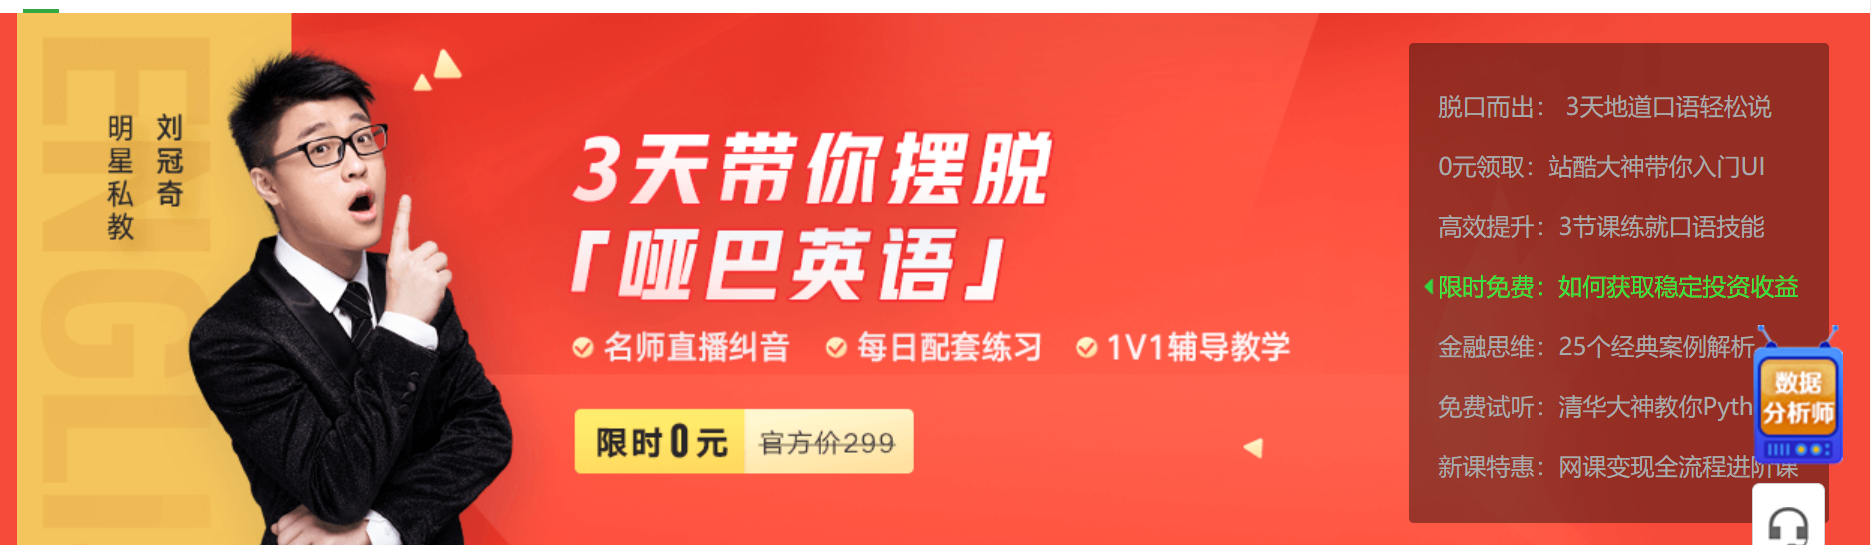 ENGLI
刘冠奇
明星私教
3天带你摆脱
「哑巴英语」
名师直播纠音 每日配套练习 1V1辅导教学
限时0元 官方价299
脱口而出： 3天地道口语轻松说
0元领取：站酷大神带你入门UI
高效提升：3节课练就口语技能
限时免费：如何获取稳定投资收益
金融思维：25个经典案例解析
免费试听：清华大神教你Pyth
新课特惠：网课变现全流程进阶课
数据
分析师